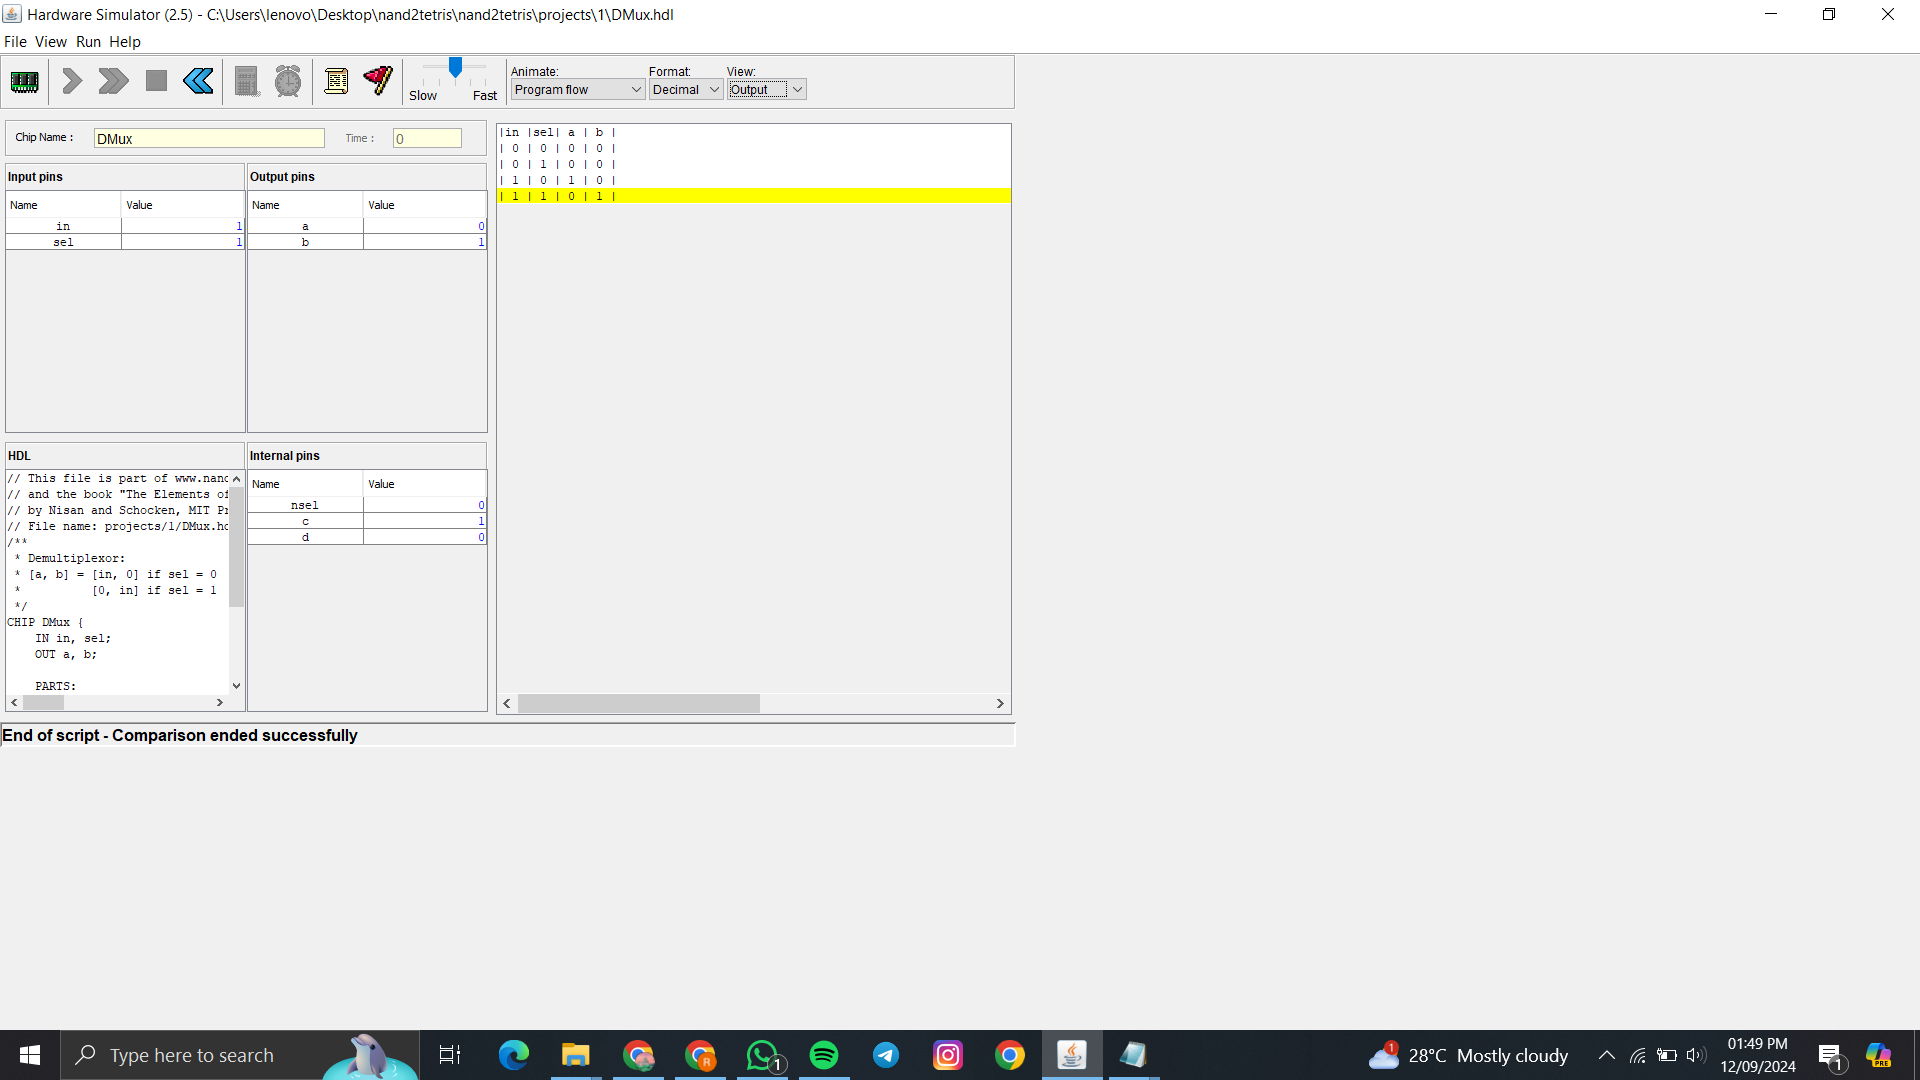 Hardware Simulator (2.5) - C:\Users\lenovo\Desktop\nand2tetris\nand2tetris\projects\1\DMux.hdl
File View Run Help
Slow Fast
Animate: Format: View:
Program flow Decimal Output
Chip Name : DMux Time : 0
Input pins
Name Value
in 1
sel 1
Output pins
Name Value
a 0
b 1
|in |sel| a | b |
| 0 | 0 | 0 | 0 |
| 0 | 1 | 0 | 0 |
| 1 | 0 | 1 | 0 |
| 1 | 1 | 0 | 1 |
HDL
// This file is part of www.nand
// and the book "The Elements of
// by Nisan and Schocken, MIT Pr
// File name: projects/1/DMux.hd
/**
* Demultiplexor:
* [a, b] = [in, 0] if sel = 0
* [0, in] if sel = 1
*/
CHIP DMux {
IN in, sel;
OUT a, b;
PARTS:
Internal pins
Name Value
nsel 0
c 1
d 0
End of script - Comparison ended successfully
Type here to search
R
1
1
28°C Mostly cloudy
01:49 PM
12/09/2024
1
PRE